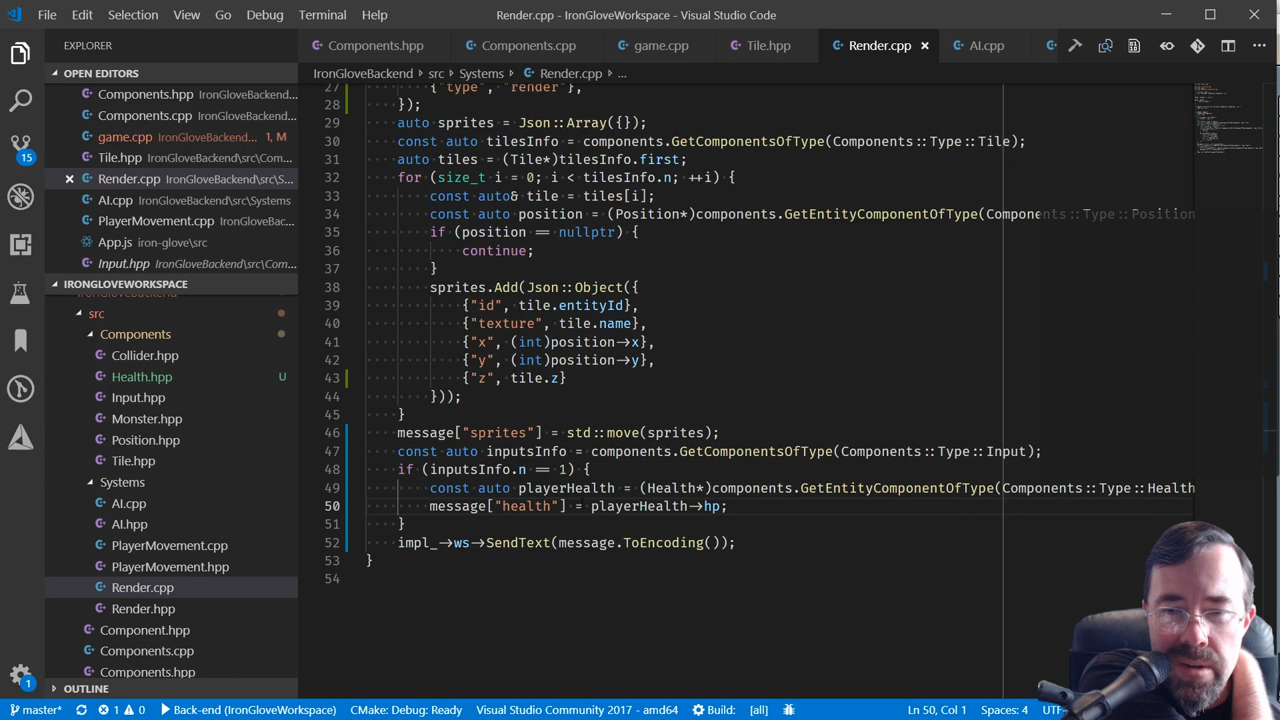 File Edit Selection View Go Debug Terminal Help
Render.cpp - IronGloveWorkspace - Visual Studio Code
EXPLORER
OPEN EDITORS
Components.hpp IronGloveBackend...
Components.cpp IronGloveBackend...
game.cpp IronGloveBackend... 1, M
Tile.hpp IronGloveBackend\src\Com...
Render.cpp IronGloveBackend\src\S...
AI.cpp IronGloveBackend\src\Systems
PlayerMovement.cpp IronGloveBack...
App.js iron-glove\src
Input.hpp IronGloveBackend\src\Com...
IRONGLOVEWORKSPACE
IronGloveBackend
src
Components
Collider.hpp
Health.hpp U
Input.hpp
Monster.hpp
Position.hpp
Tile.hpp
Systems
AI.cpp
AI.hpp
PlayerMovement.cpp
PlayerMovement.hpp
Render.cpp
Render.hpp
Component.hpp
Components.cpp
Components.hpp
OUTLINE
15
1
Components.hpp Components.cpp game.cpp Tile.hpp Render.cpp AI.cpp
IronGloveBackend › src › Systems › Render.cpp › ...
27 {"type", "render"},
28 });
29 auto sprites = Json::Array({});
30 const auto tilesInfo = components.GetComponentsOfType(Components::Type::Tile);
31 auto tiles = (Tile*)tilesInfo.first;
32 for (size_t i = 0; i < tilesInfo.n; ++i) {
33 const auto& tile = tiles[i];
34 const auto position = (Position*)components.GetEntityComponentOfType(Components::Type::Position
35 if (position == nullptr) {
36 continue;
37 }
38 sprites.Add(Json::Object({
39 {"id", tile.entityId},
40 {"texture", tile.name},
41 {"x", (int)position->x},
42 {"y", (int)position->y},
43 {"z", tile.z}
44 }));
45 }
46 message["sprites"] = std::move(sprites);
47 const auto inputsInfo = components.GetComponentsOfType(Components::Type::Input);
48 if (inputsInfo.n == 1) {
49 const auto playerHealth = (Health*)components.GetEntityComponentOfType(Components::Type::Health
50 message["health"] = playerHealth->hp;
51 }
52 impl_->ws->SendText(message.ToEncoding());
53 }
54
master* 1 0 Back-end (IronGloveWorkspace) CMake: Debug: Ready Visual Studio Community 2017 - amd64 Build: [all] Ln 50, Col 1 Spaces: 4 UTF-